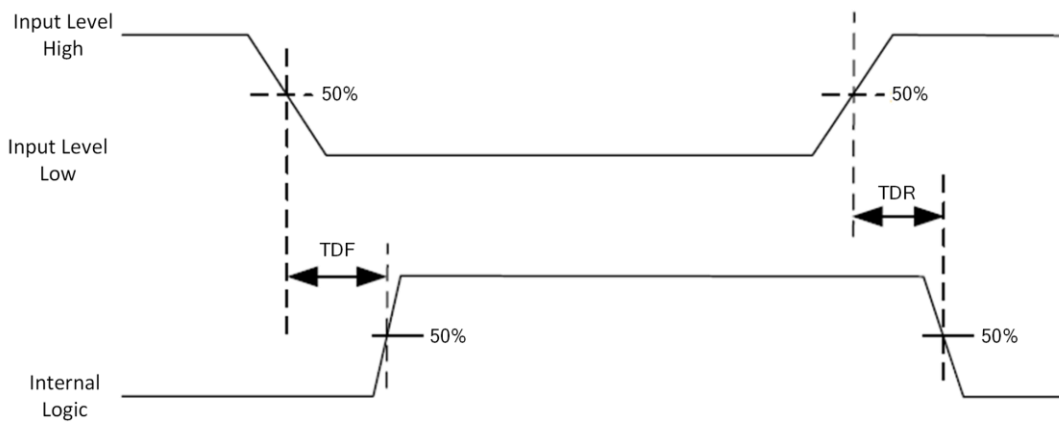 Input Level
High
50%
50%
Input Level
Low
TDR
TDF
50%
50%
Internal
Logic